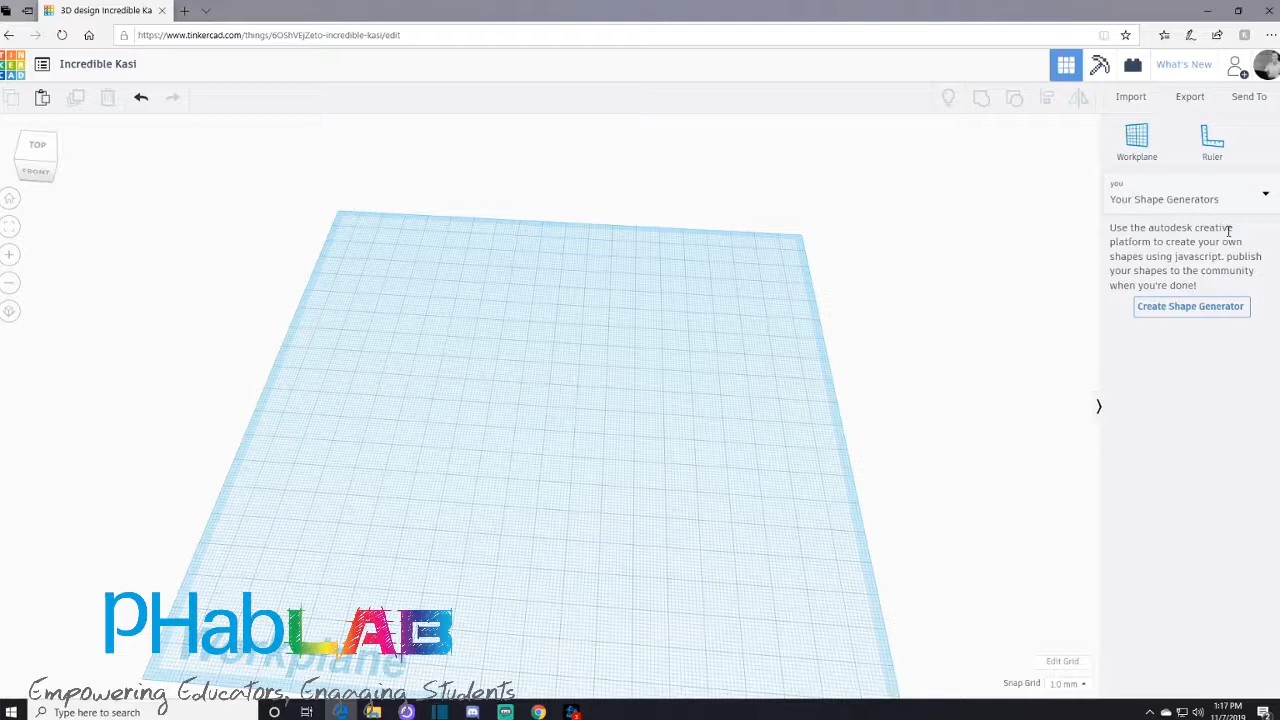 3D design Incredible Ka
https://www.tinkercad.com/things/6OShVEjZeto-incredible-kasi/edit
TIN
KER
CAD
Incredible Kasi
What's New
Import
Export
Send To
TOP
FRONT
Workplane
Ruler
you
Your Shape Generators
Use the autodesk creative
platform to create your own
shapes using javascript. publish
your shapes to the community
when you're done!
Create Shape Generator
pHabLAB
Workplane
Empowering Educators, Engaging Students
Edit Grid
Snap Grid
1.0 mm
Type here to search
1:17 PM
11/7/2019